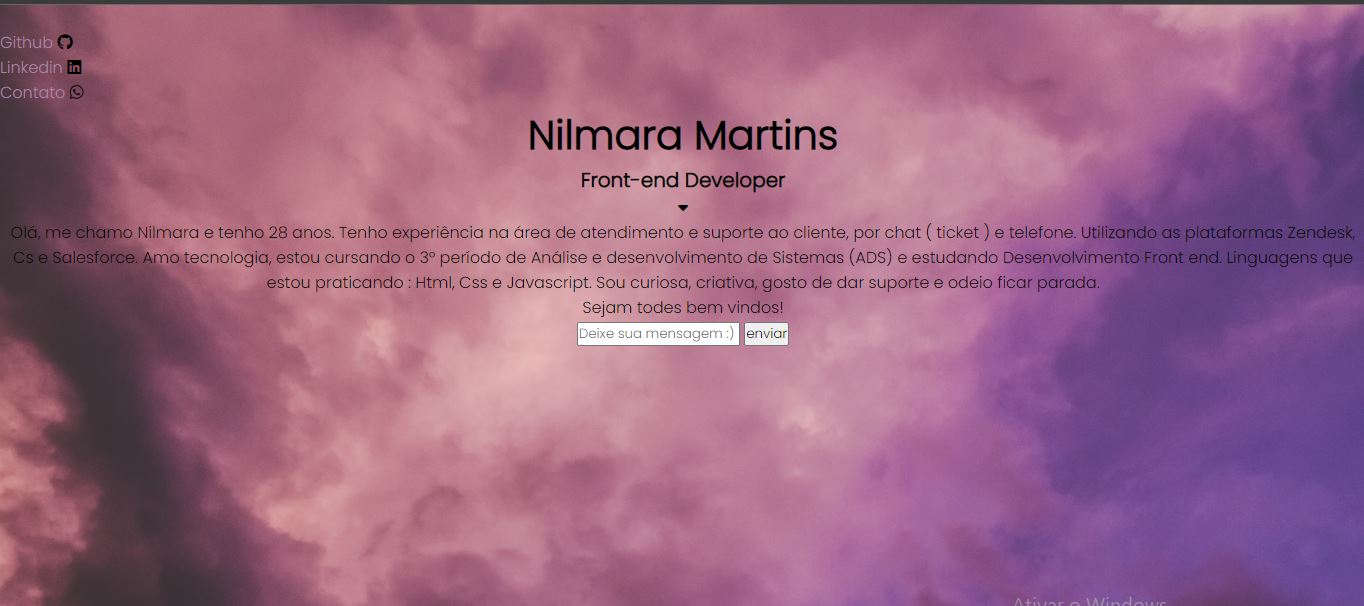 Github
Linkedin
Contato
Nilmara Martins
Front-end Developer
Olá, me chamo Nilmara e tenho 28 anos. Tenho experiência na área de atendimento e suporte ao cliente, por chat ( ticket ) e telefone. Utilizando as plataformas Zendesk,
Cs e Salesforce. Amo tecnologia, estou cursando o 3º período de Análise e desenvolvimento de Sistemas (ADS) e estudando Desenvolvimento Front end. Linguagens que
estou praticando : Html, Css e Javascript. Sou curiosa, criativa, gosto de dar suporte e odeio ficar parada.
Sejam todes bem vindos!
Deixe sua mensagem :) enviar
Ativar o Windows